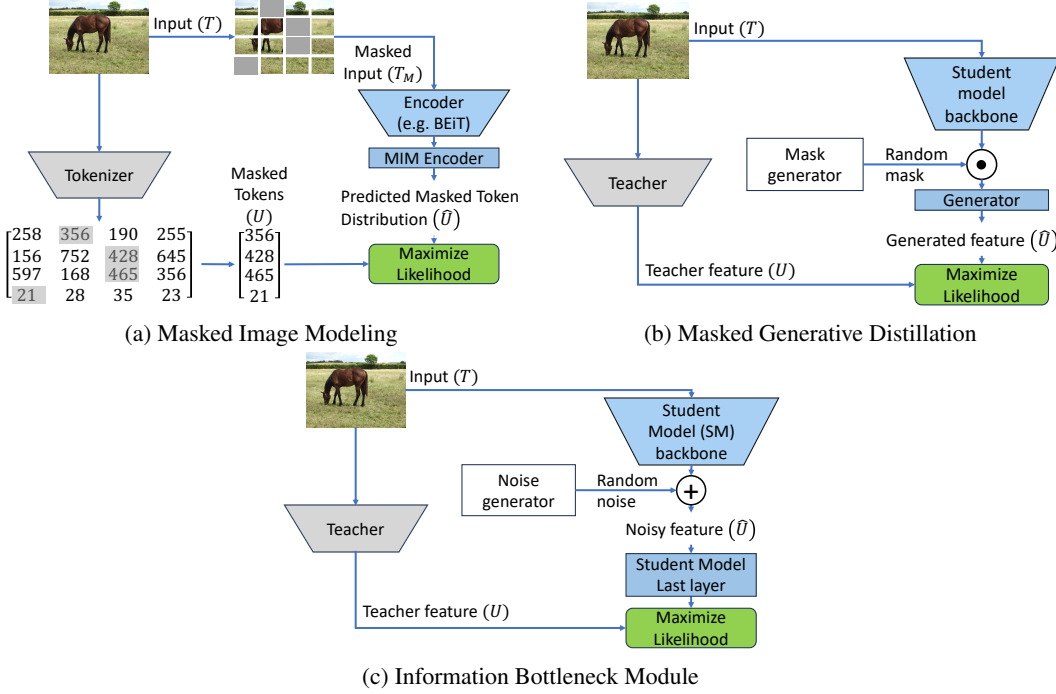 Input (T)
Masked
Input (T_M)
Encoder
(e.g. BEiT)
MIM Encoder
Predicted Masked Token
Distribution (Û)
Maximize
Likelihood
Tokenizer
Masked
Tokens
(U)
258 356 190 255
156 752 428 645
597 168 465 356
21 28 35 23
356
428
465
21
(a) Masked Image Modeling
Input (T)
Student
model
backbone
Mask
generator
Random
mask
Generator
Generated feature (Û)
Teacher
Teacher feature (U)
Maximize
Likelihood
(b) Masked Generative Distillation
Input (T)
Student
Model (SM)
backbone
Noise
generator
Random
noise
+
Noisy feature (Û)
Teacher
Student Model
Last layer
Teacher feature (U)
Maximize
Likelihood
(c) Information Bottleneck Module